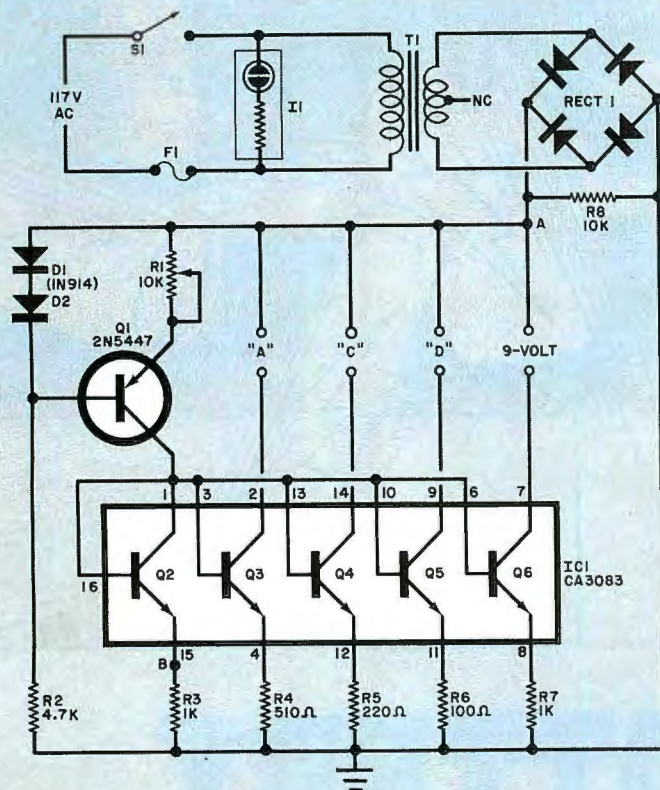 S1
T1
117V
AC
I1
NC
RECT 1
F1
R8
10K
A
D1
(1N914)
D2
R1
10K
Q1
2N5447
"A"
"C"
"D"
9-VOLT
1
3
2
13
14
10
9
6
7
Q2
Q3
Q4
Q5
Q6
IC1
CA3083
16
B
15
4
12
11
8
R2
4.7K
R3
1K
R4
510Ω
R5
220Ω
R6
100Ω
R7
1K